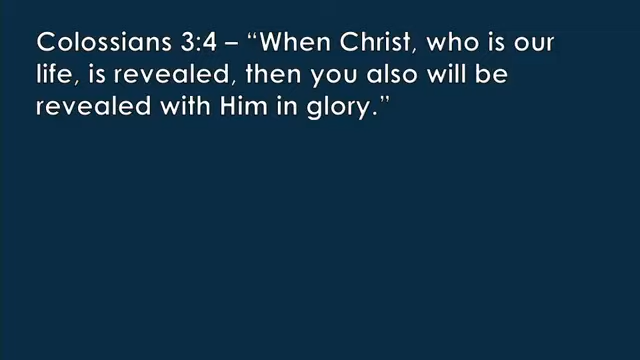 Colossians 3:4 – “When Christ, who is our
life, is revealed, then you also will be
revealed with Him in glory.”